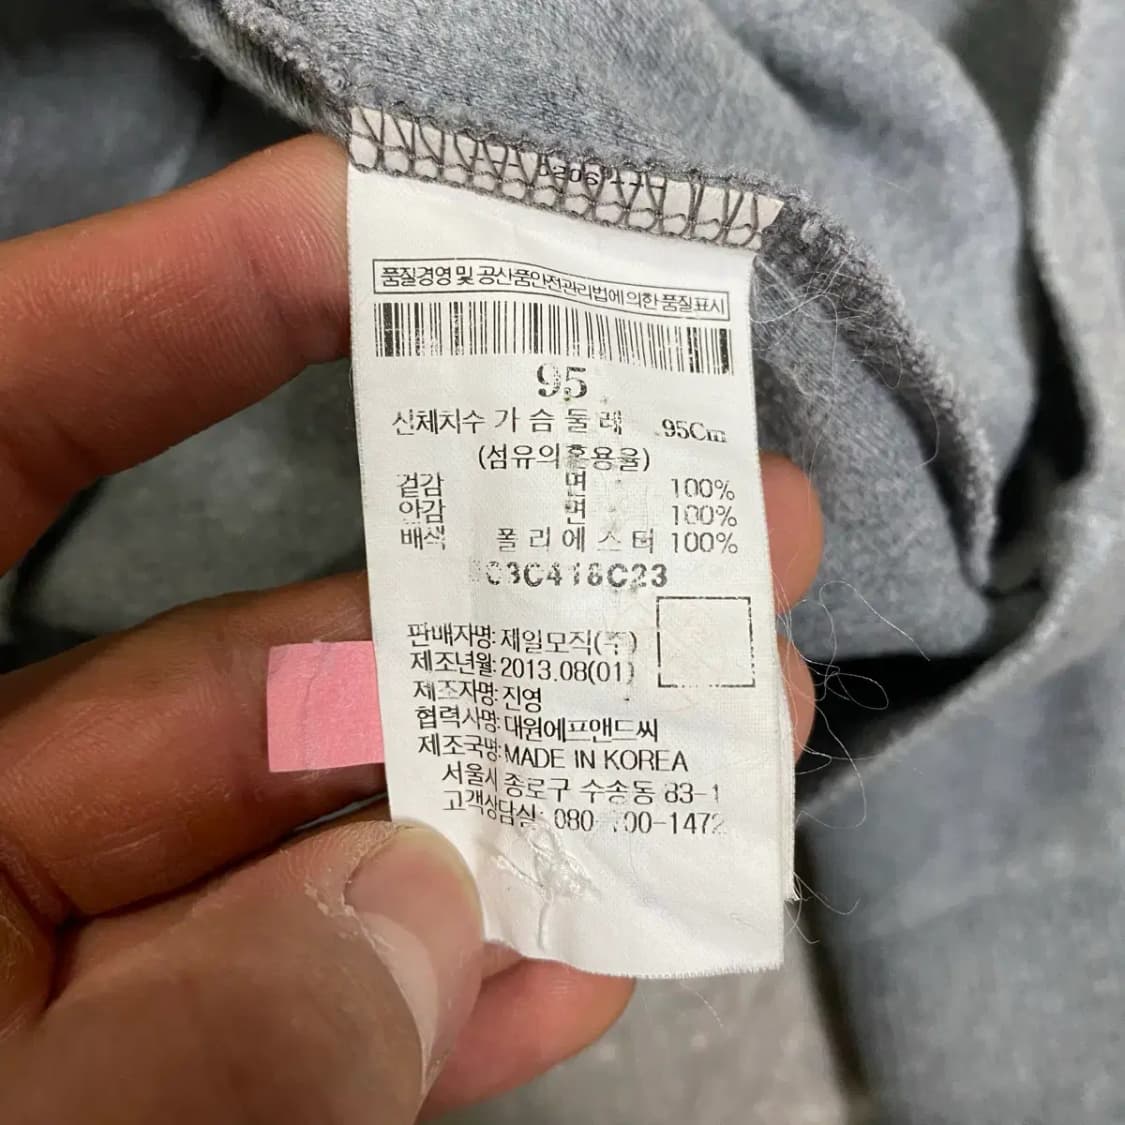 품질경영 및 공산품안전관리법에 의한 품질표시
95
신체치수 가슴둘레 95Cm
(섬유의혼용율)
겉감 면 100%
안감 면 100%
배색 폴리에스터 100%
판매자명: 제일모직(주)
제조년월: 2013.08(01)
제조자명: 진영
협력사명: 대원에프앤드씨
제조국명: MADE IN KOREA
서울시 종로구 수송동 83-1
고객상담실: 080